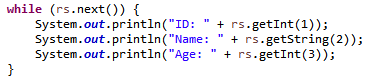 while (rs.next()) {
    System.out.println("ID: " + rs.getInt(1));
    System.out.println("Name: " + rs.getString(2));
    System.out.println("Age: " + rs.getInt(3));
}